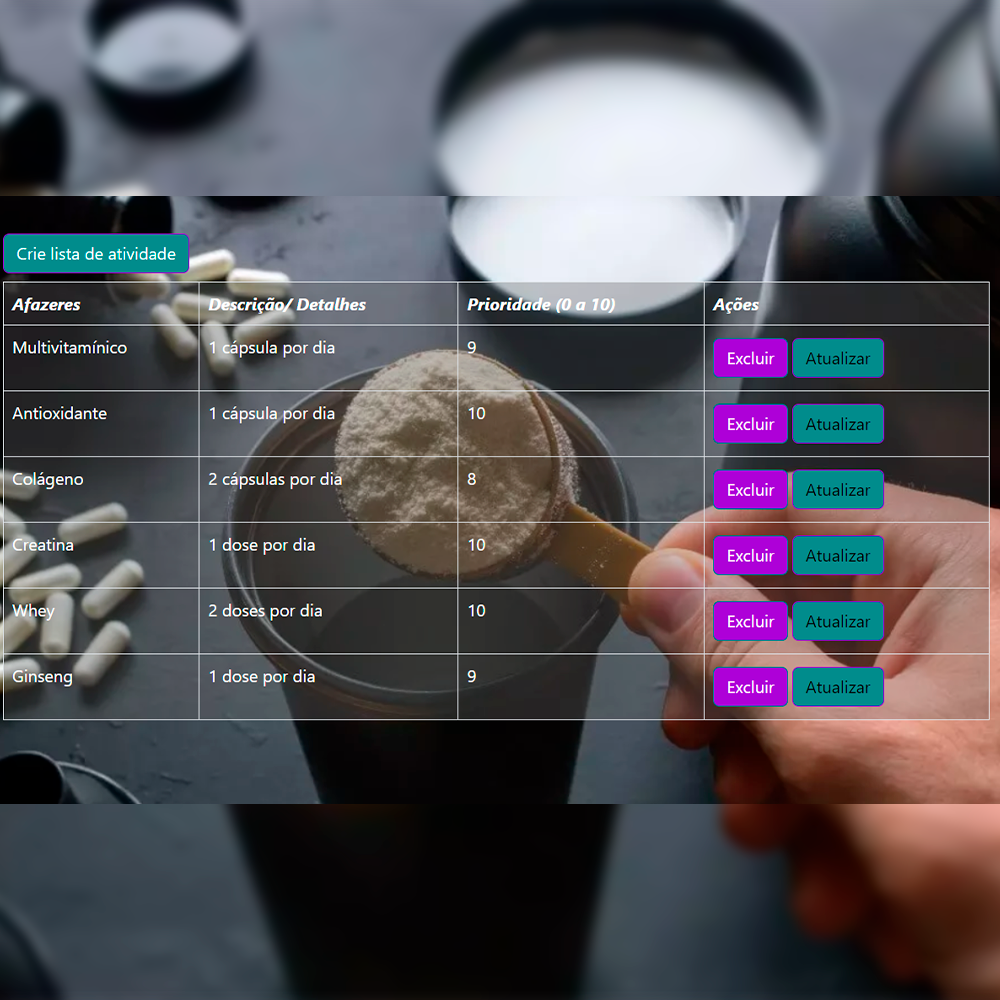 Crie lista de atividade
Afazeres Descrição/ Detalhes Prioridade (0 a 10) Ações
Multivitamínico 1 cápsula por dia 9 Excluir Atualizar
Antioxidante 1 cápsula por dia 10 Excluir Atualizar
Colágeno 2 cápsulas por dia 8 Excluir Atualizar
Creatina 1 dose por dia 10 Excluir Atualizar
Whey 2 doses por dia 10 Excluir Atualizar
Ginseng 1 dose por dia 9 Excluir Atualizar